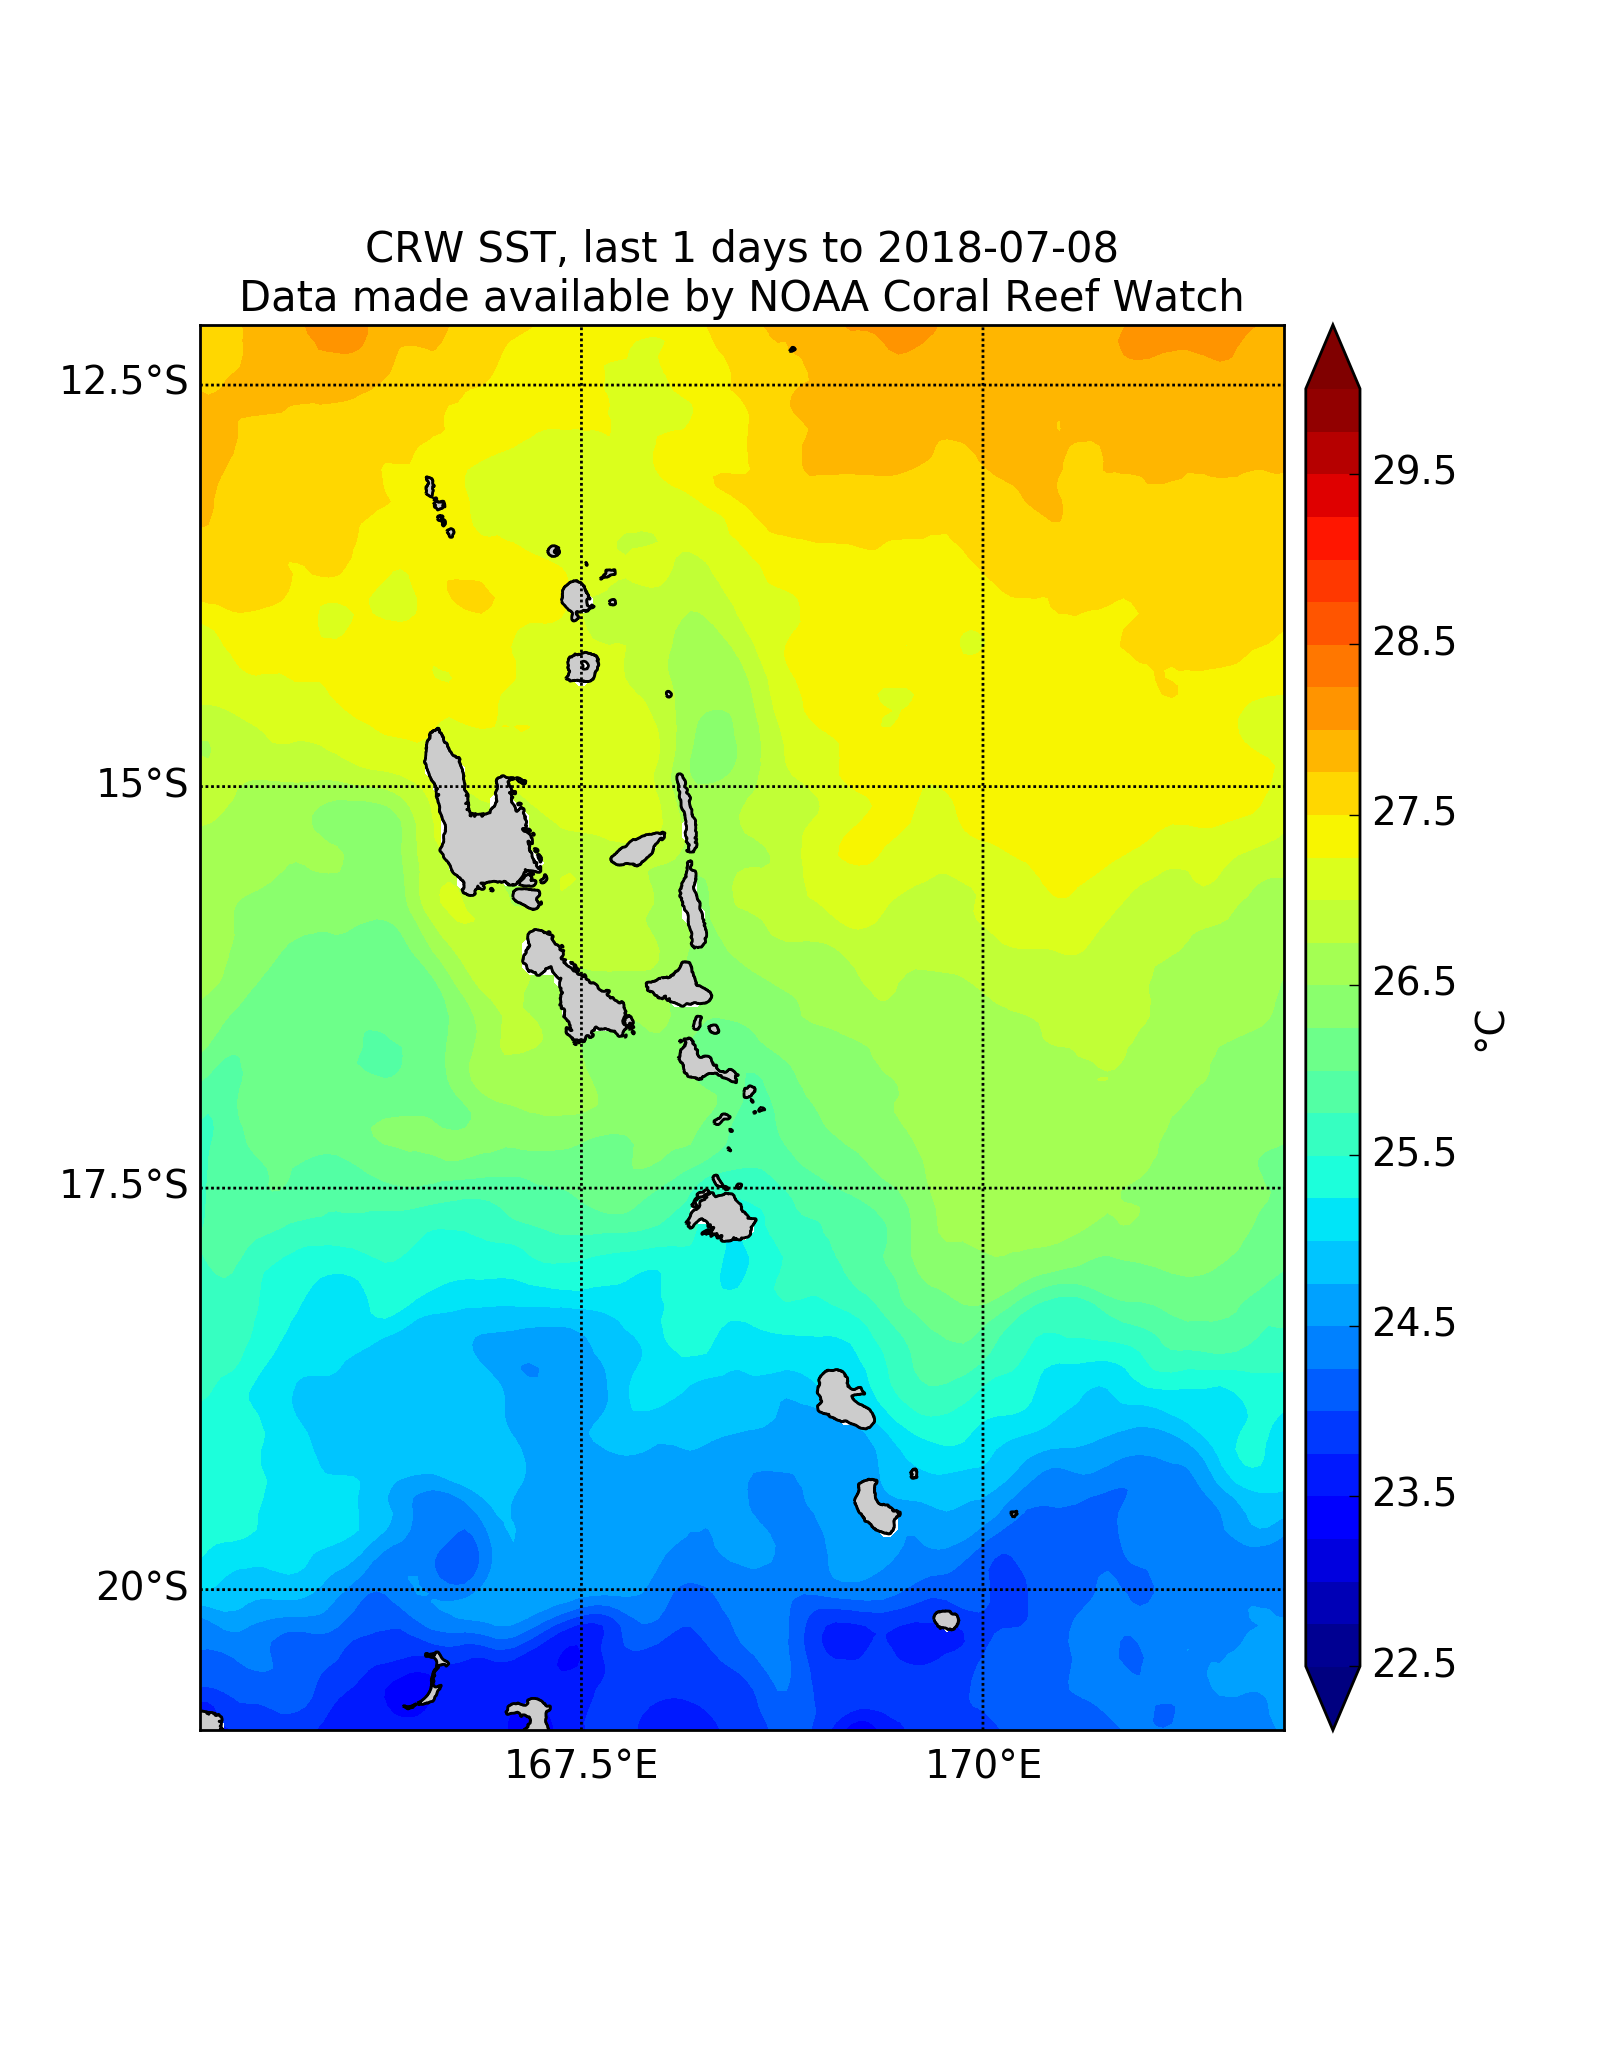 CRW SST, last 1 days to 2018-07-08
Data made available by NOAA Coral Reef Watch
12.5°S
15°S
17.5°S
20°S
167.5°E
170°E
29.5
28.5
27.5
26.5
25.5
24.5
23.5
22.5
°C